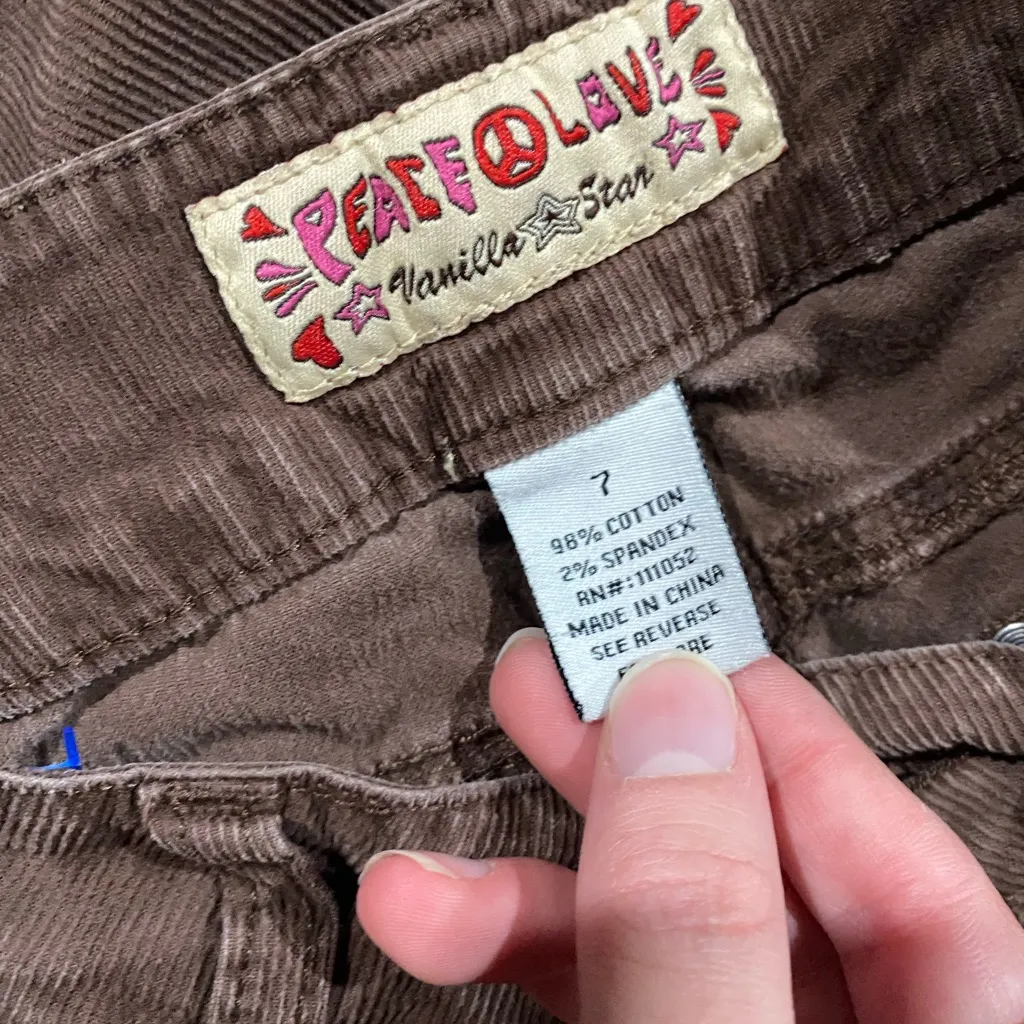 PEACE LOVE
Vanilla Star
7
98% COTTON
2% SPANDEX
RN#:111052
MADE IN CHINA
SEE REVERSE